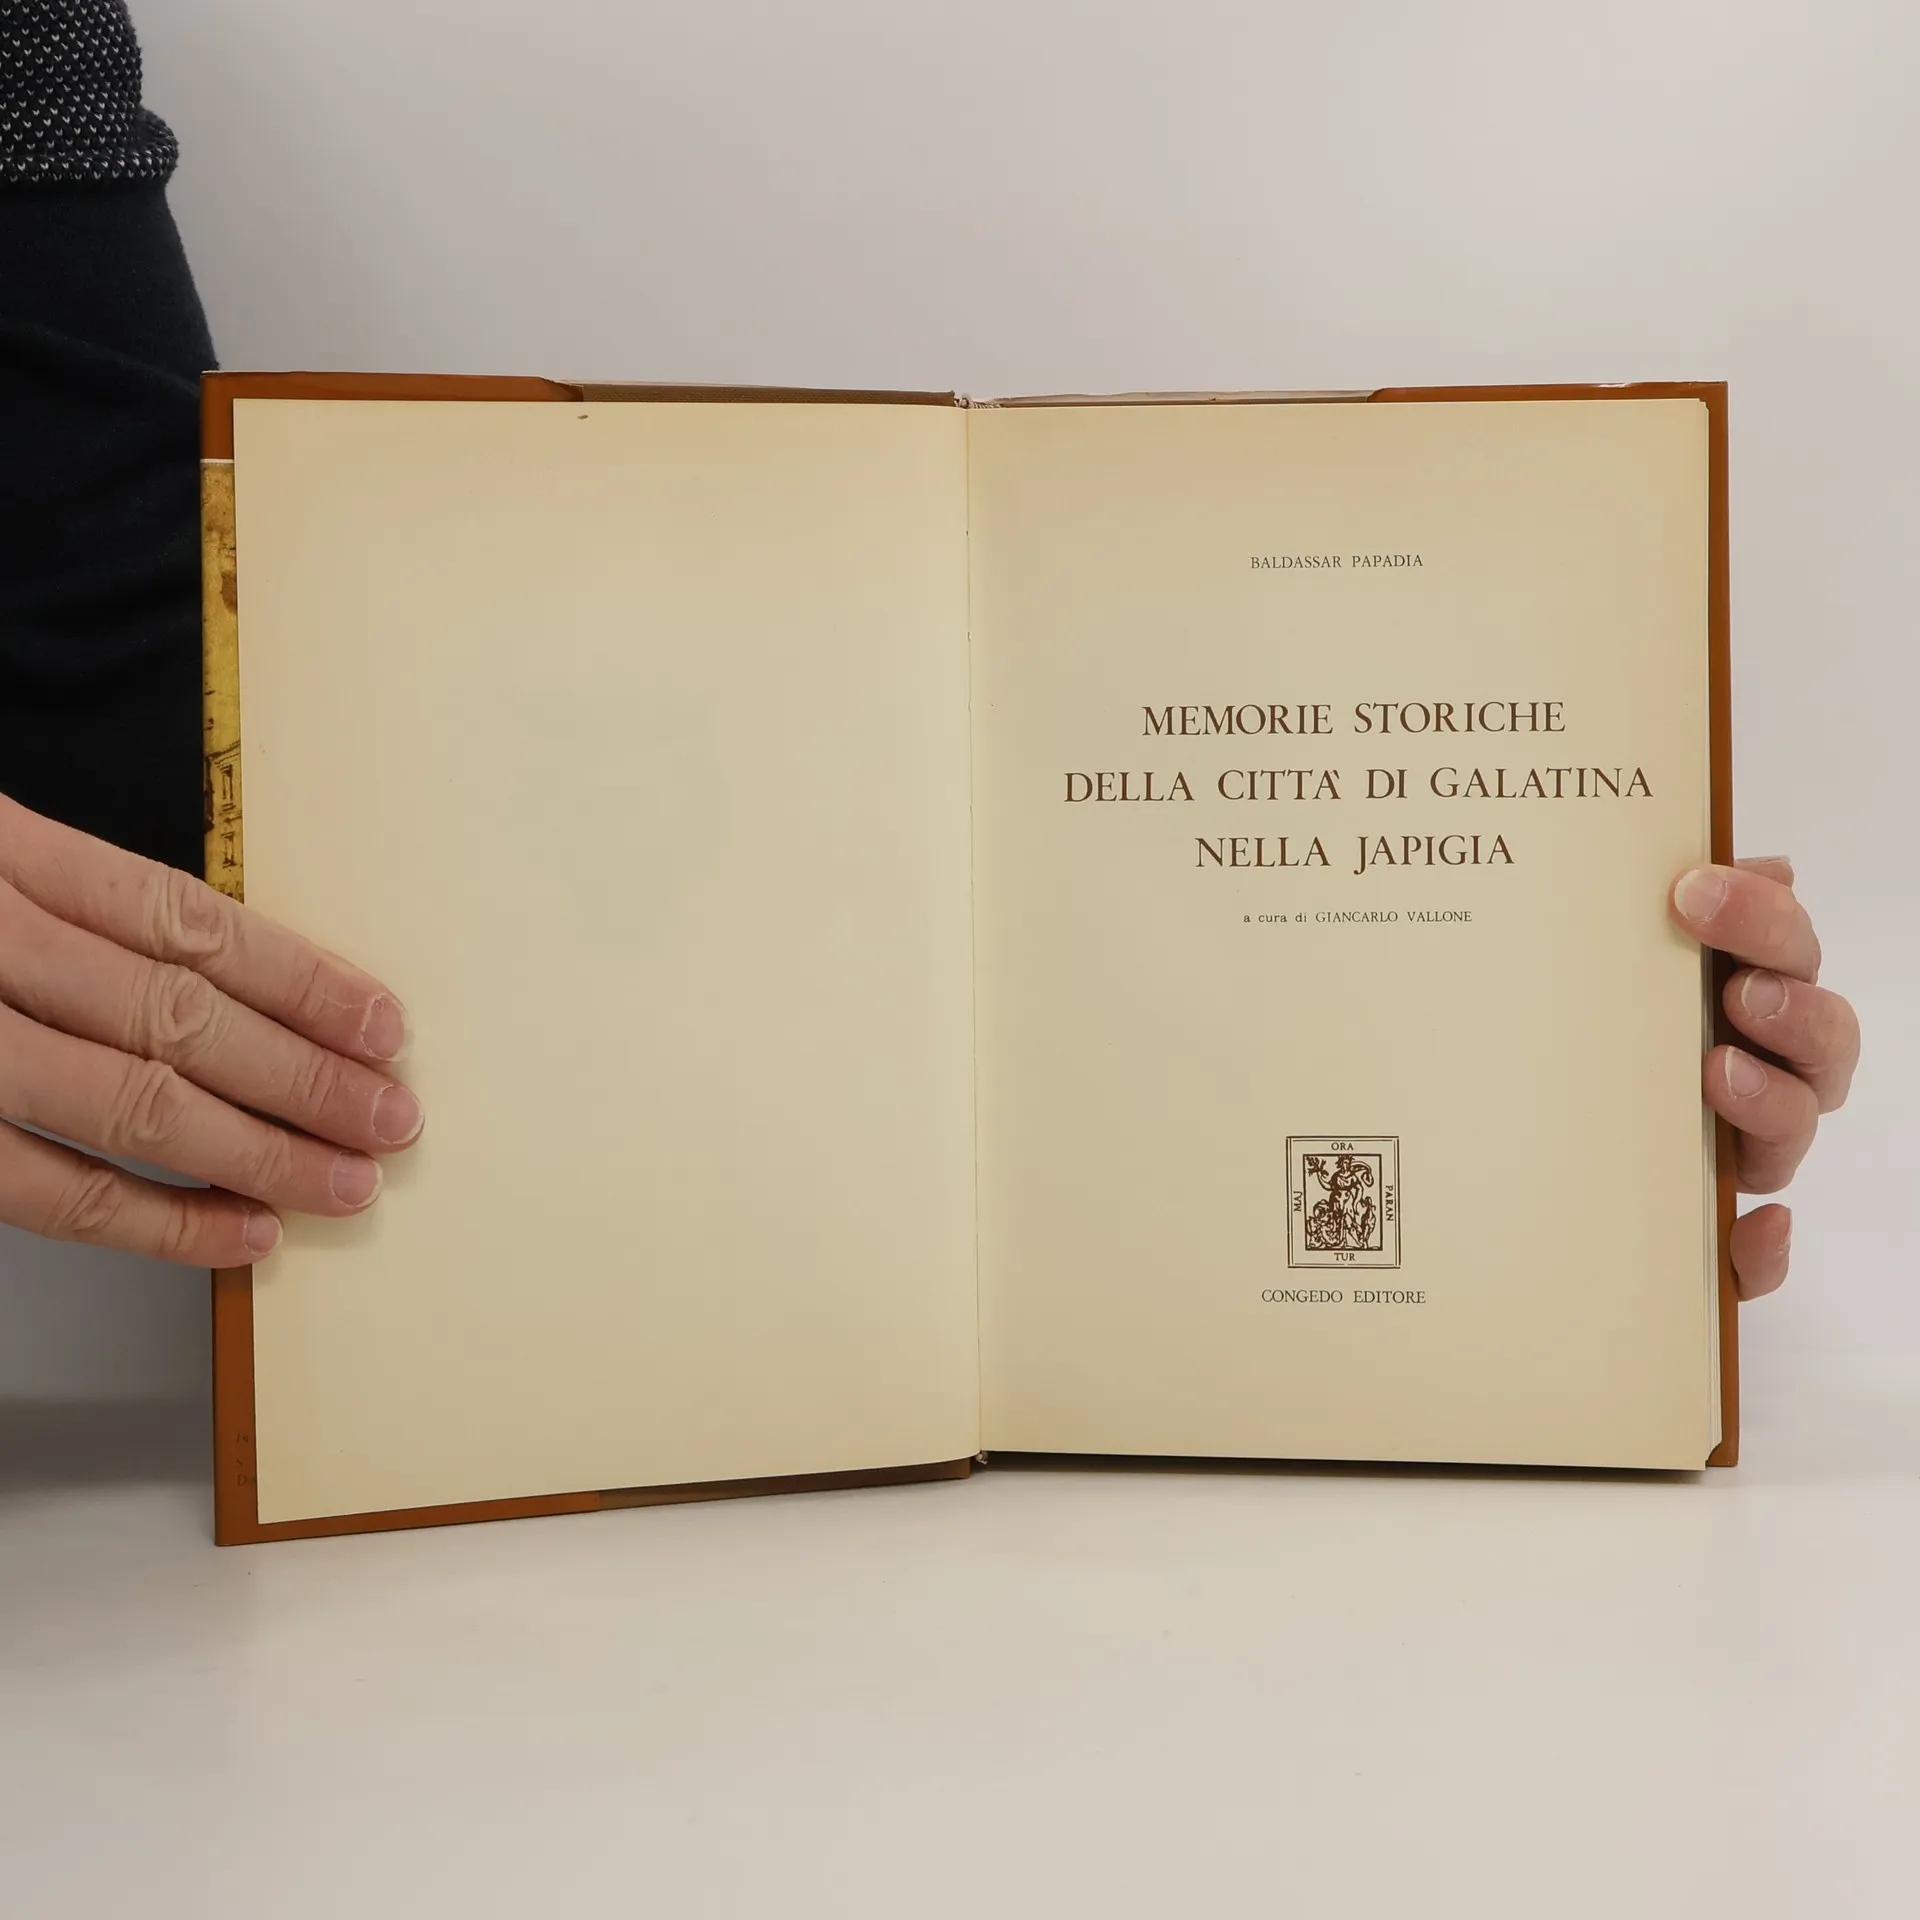 BALDASSAR PAPADIA
MEMORIE STORICHE
DELLA CITTA' DI GALATINA
NELLA JAPIGIA
a cura di GIANCARLO VALLONE
ORA
MAJ
PARAN
TUR
CONGEDO EDITORE